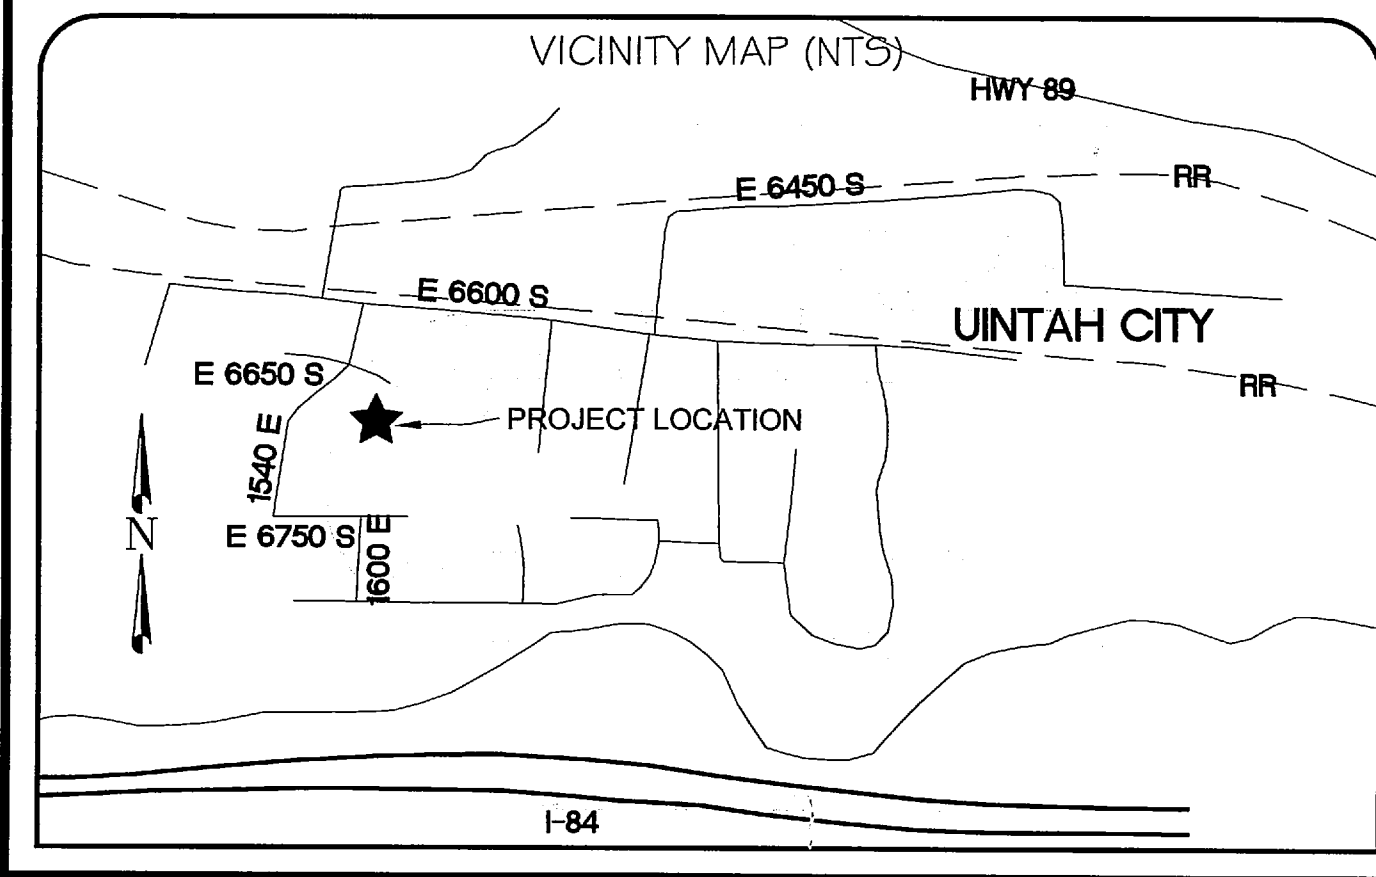 VICINITY MAP (NTS)
HWY 89
RR
E 6450 S
E 6600 S
UINTAH CITY
E 6650 S
RR
PROJECT LOCATION
1540 E
N
E 6750 S
1600 E
I-84